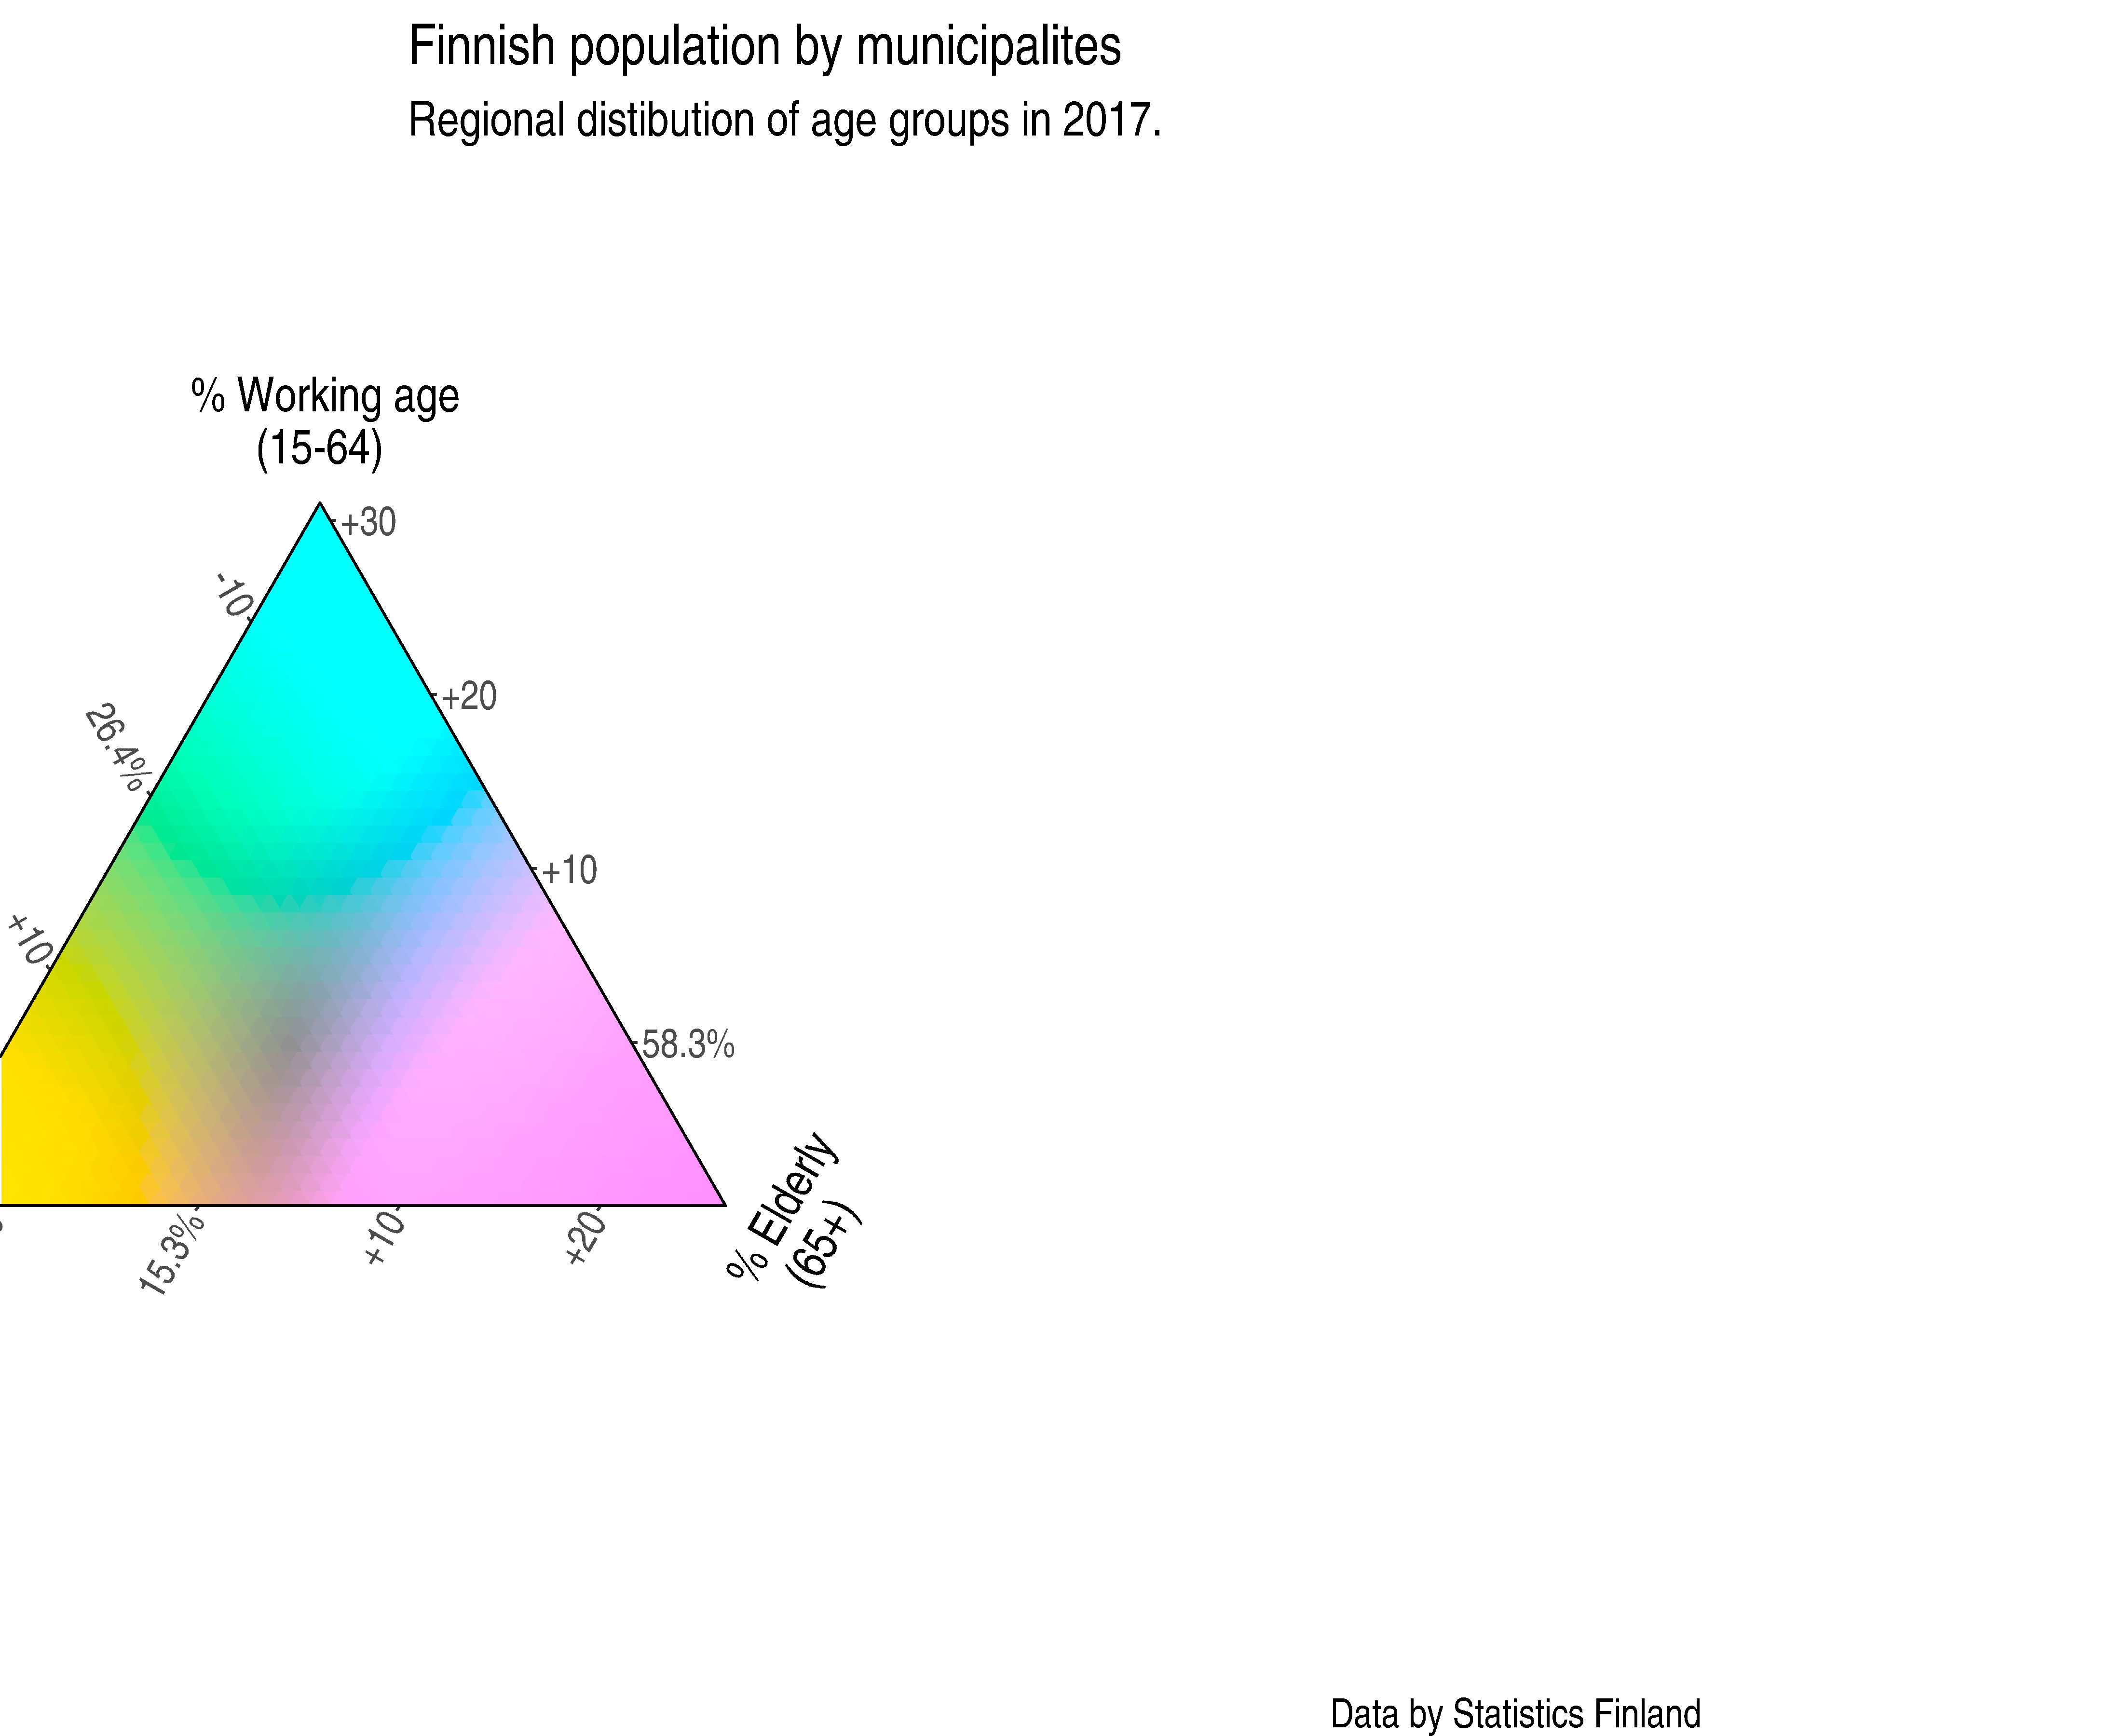 Finnish population by municipalites
Regional distibution of age groups in 2017.
% Working age
(15-64)
+30
-10
+20
26.4%
+10
+10
58.3%
% Elderly
(65+)
15.3%
+10
+20
Data by Statistics Finland